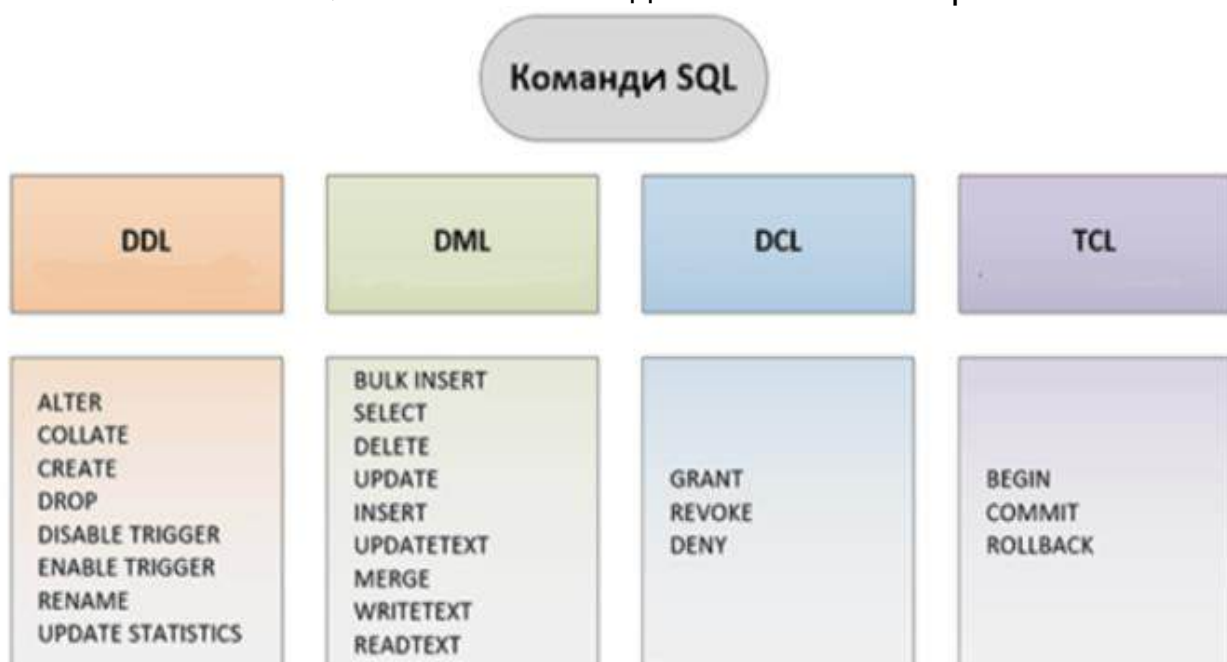 Команди SQL
DDL
DML
DCL
TCL
ALTER
COLLATE
CREATE
DROP
DISABLE TRIGGER
ENABLE TRIGGER
RENAME
UPDATE STATISTICS
BULK INSERT
SELECT
DELETE
UPDATE
INSERT
UPDATETEXT
MERGE
WRITETEXT
READTEXT
GRANT
REVOKE
DENY
BEGIN
COMMIT
ROLLBACK